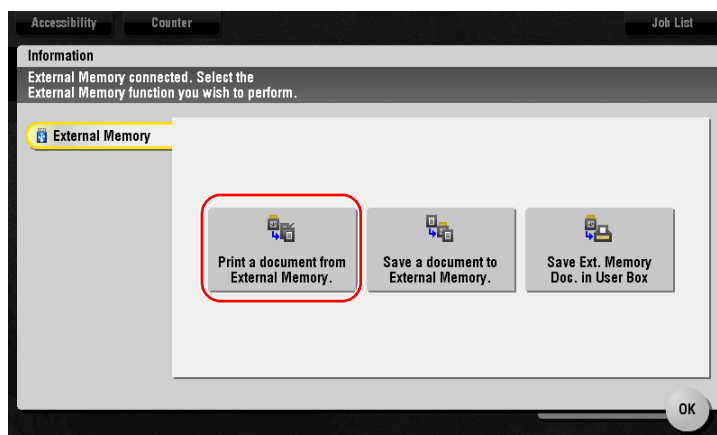 Accessibility
Counter
Job List
Information
External Memory connected. Select the
External Memory function you wish to perform.
External Memory
Print a document from
External Memory.
Save a document to
External Memory.
Save Ext. Memory
Doc. in User Box
OK